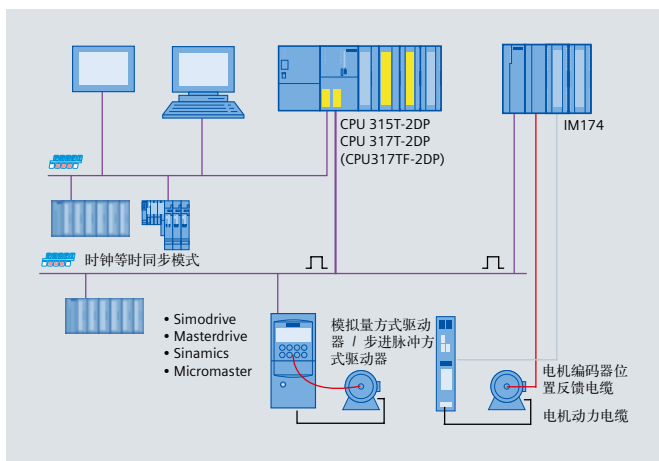 CPU 315T-2DP
CPU 317T-2DP
(CPU317TF-2DP)
IM174
时钟等时同步模式
• Simodrive
• Masterdrive
• Sinamics
• Micromaster
模拟量方式驱动
器 / 步进脉冲方
式驱动器
电机编码器位
置反馈电缆
电机动力电缆